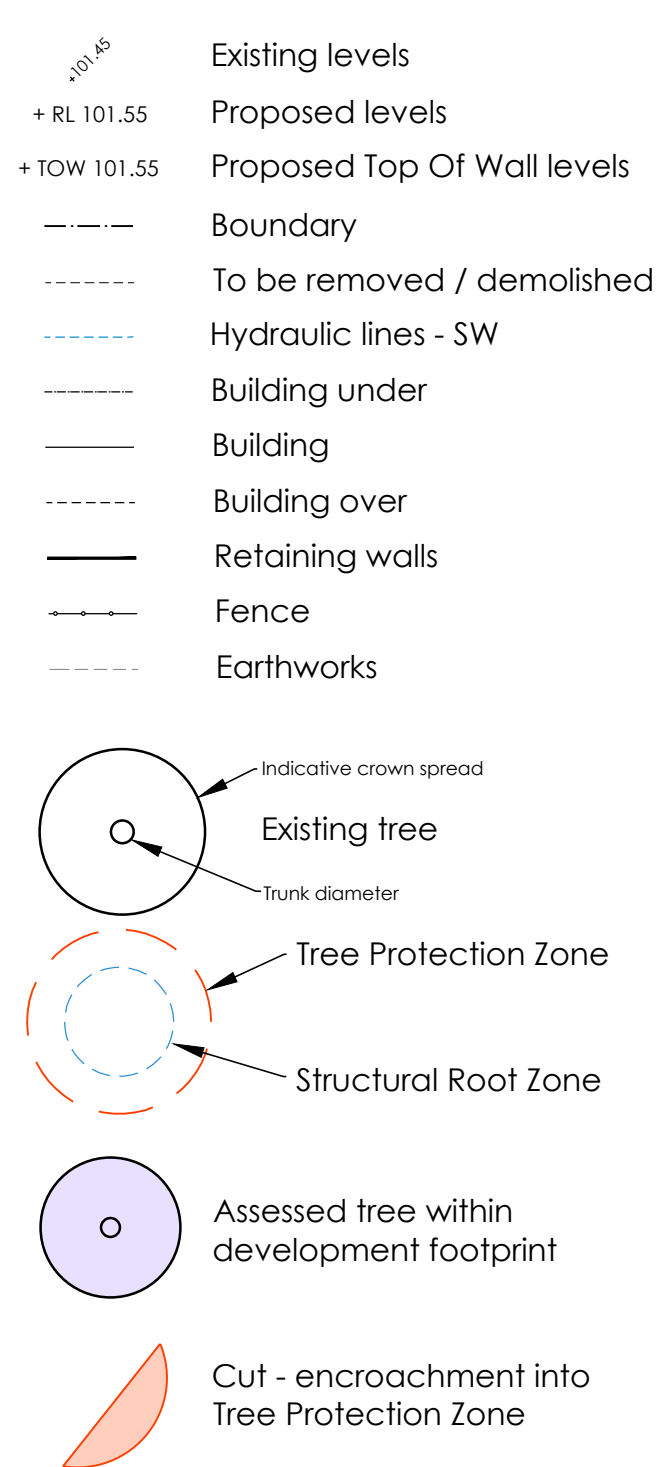 +101.45 Existing levels
+ RL 101.55 Proposed levels
+ TOW 101.55 Proposed Top Of Wall levels
Boundary
To be removed / demolished
Hydraulic lines - SW
Building under
Building
Building over
Retaining walls
Fence
Earthworks
Indicative crown spread
Existing tree
Trunk diameter
Tree Protection Zone
Structural Root Zone
Assessed tree within
development footprint
Cut - encroachment into
Tree Protection Zone